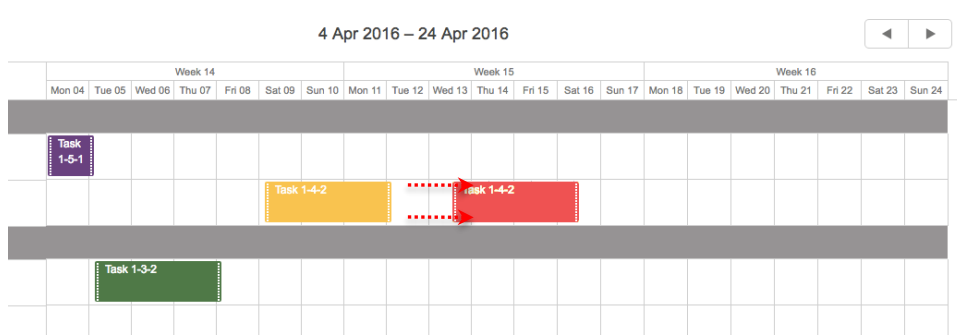 4 Apr 2016 – 24 Apr 2016
Week 14 Week 15 Week 16
Mon 04 Tue 05 Wed 06 Thu 07 Fri 08 Sat 09 Sun 10 Mon 11 Tue 12 Wed 13 Thu 14 Fri 15 Sat 16 Sun 17 Mon 18 Tue 19 Wed 20 Thu 21 Fri 22 Sat 23 Sun 24
Task
1-5-1
Task 1-4-2 Task 1-4-2
Task 1-3-2